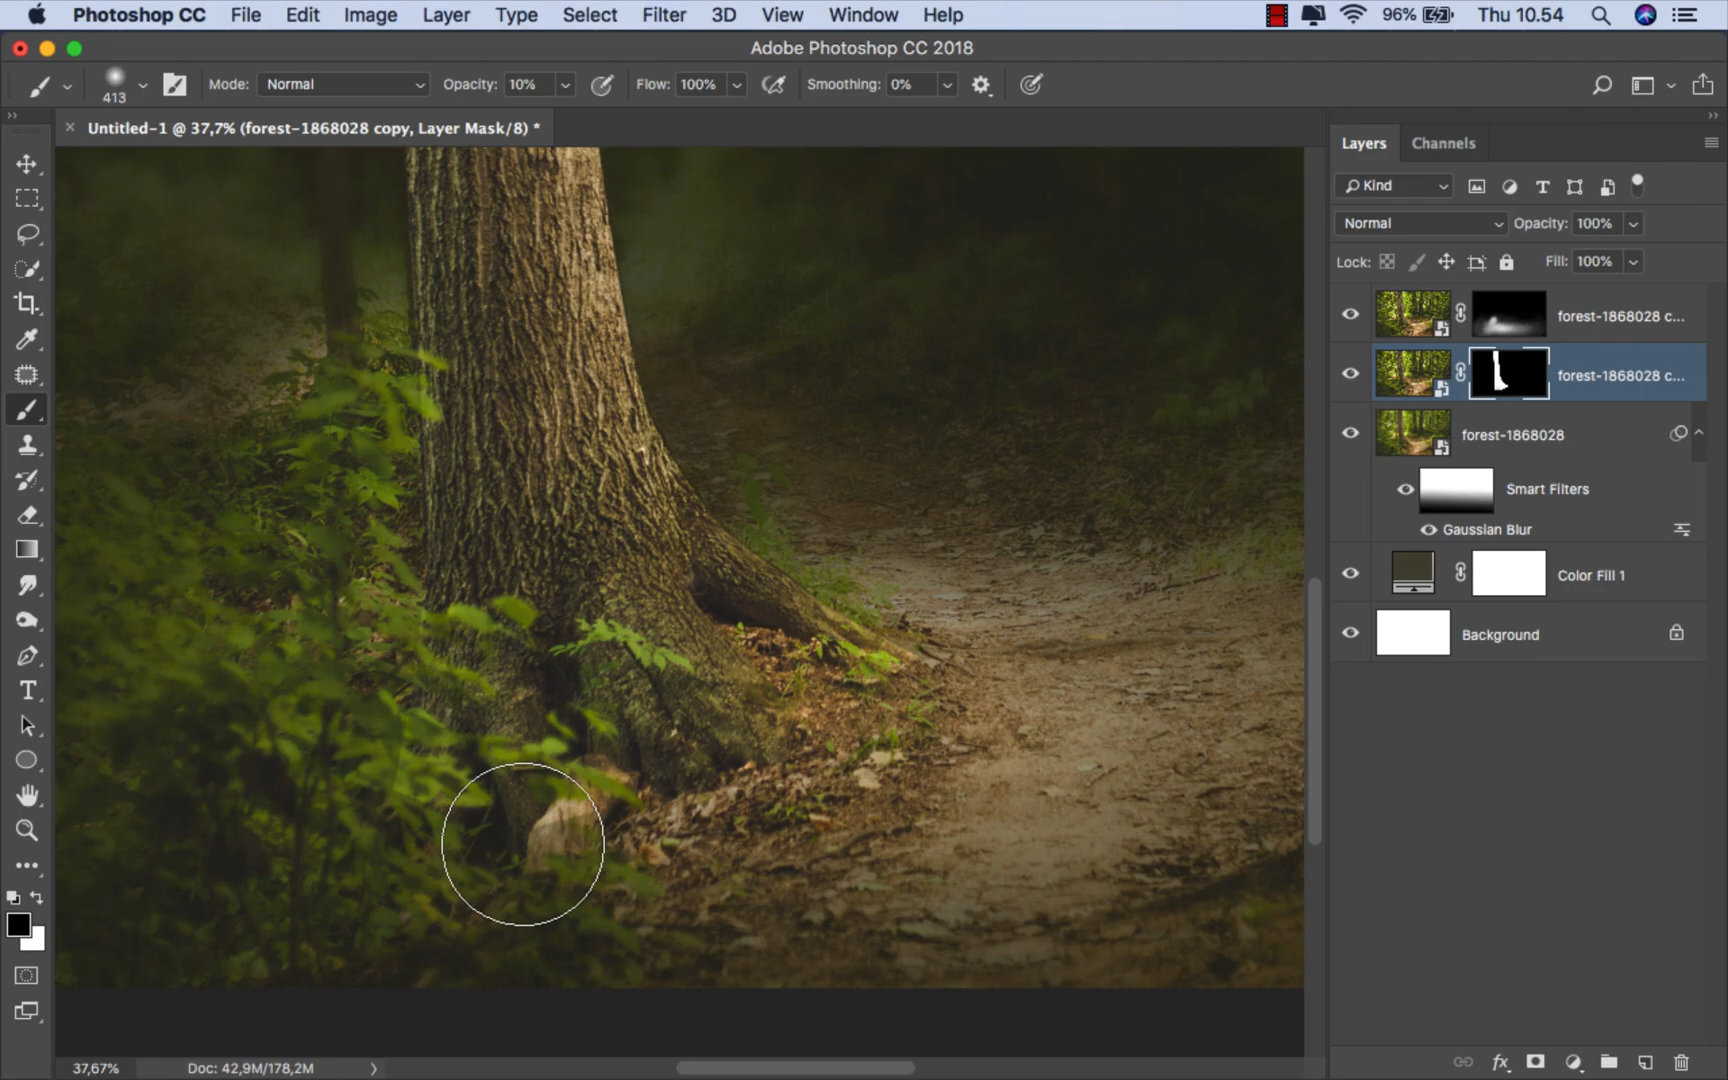 Photoshop CC File Edit Image Layer Type Select Filter 3D View Window Help 96% Thu 10.54
Adobe Photoshop CC 2018
413 Mode: Normal Opacity: 10% Flow: 100% Smoothing: 0%
Untitled-1 @ 37,7% (forest-1868028 copy, Layer Mask/8) *
Layers Channels
Kind
Normal Opacity: 100%
Lock: Fill: 100%
forest-1868028 c...
forest-1868028 c...
forest-1868028
Smart Filters
Gaussian Blur
Color Fill 1
Background
37,67% Doc: 42,9M/178,2M